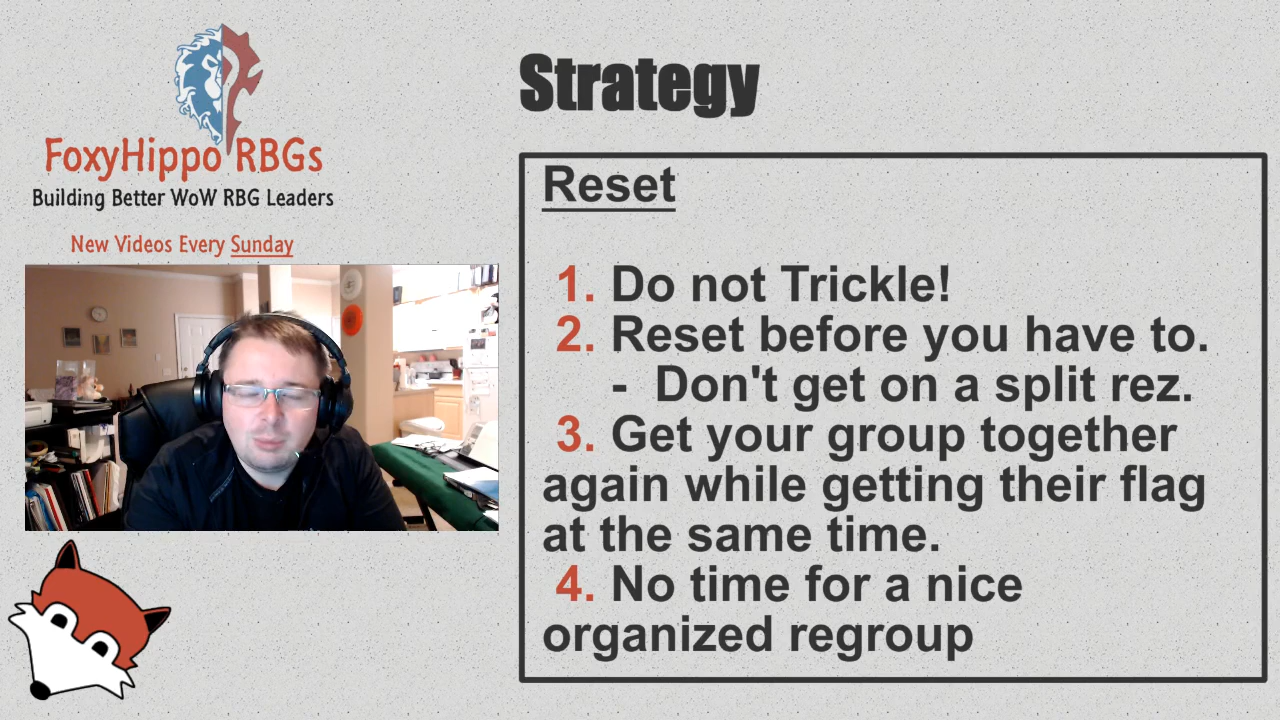 FoxyHippo RBGs
Building Better WoW RBG Leaders
New Videos Every Sunday
Strategy
Reset
1. Do not Trickle!
2. Reset before you have to.
- Don't get on a split rez.
3. Get your group together
again while getting their flag
at the same time.
4. No time for a nice
organized regroup